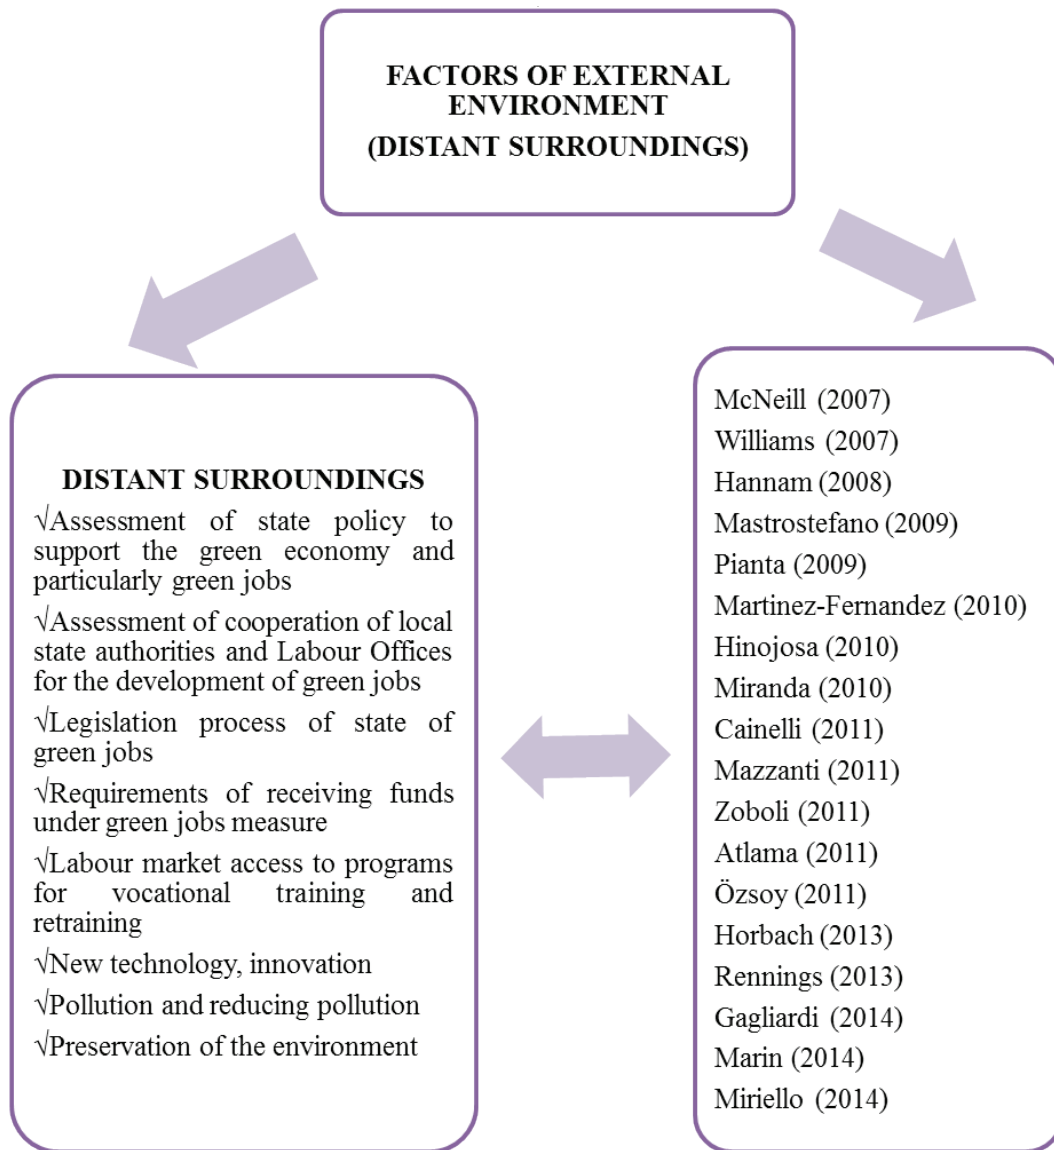 FACTORS OF EXTERNAL
ENVIRONMENT
(DISTANT SURROUNDINGS)
DISTANT SURROUNDINGS
√Assessment of state policy to
support the green economy and
particularly green jobs
√Assessment of cooperation of local
state authorities and Labour Offices
for the development of green jobs
√Legislation process of state of
green jobs
√Requirements of receiving funds
under green jobs measure
√Labour market access to programs
for vocational training and
retraining
√New technology, innovation
√Pollution and reducing pollution
√Preservation of the environment
McNeill (2007)
Williams (2007)
Hannam (2008)
Mastrostefano (2009)
Pianta (2009)
Martinez-Fernandez (2010)
Hinojosa (2010)
Miranda (2010)
Cainelli (2011)
Mazzanti (2011)
Zoboli (2011)
Atlama (2011)
Özsoy (2011)
Horbach (2013)
Rennings (2013)
Gagliardi (2014)
Marin (2014)
Miriello (2014)